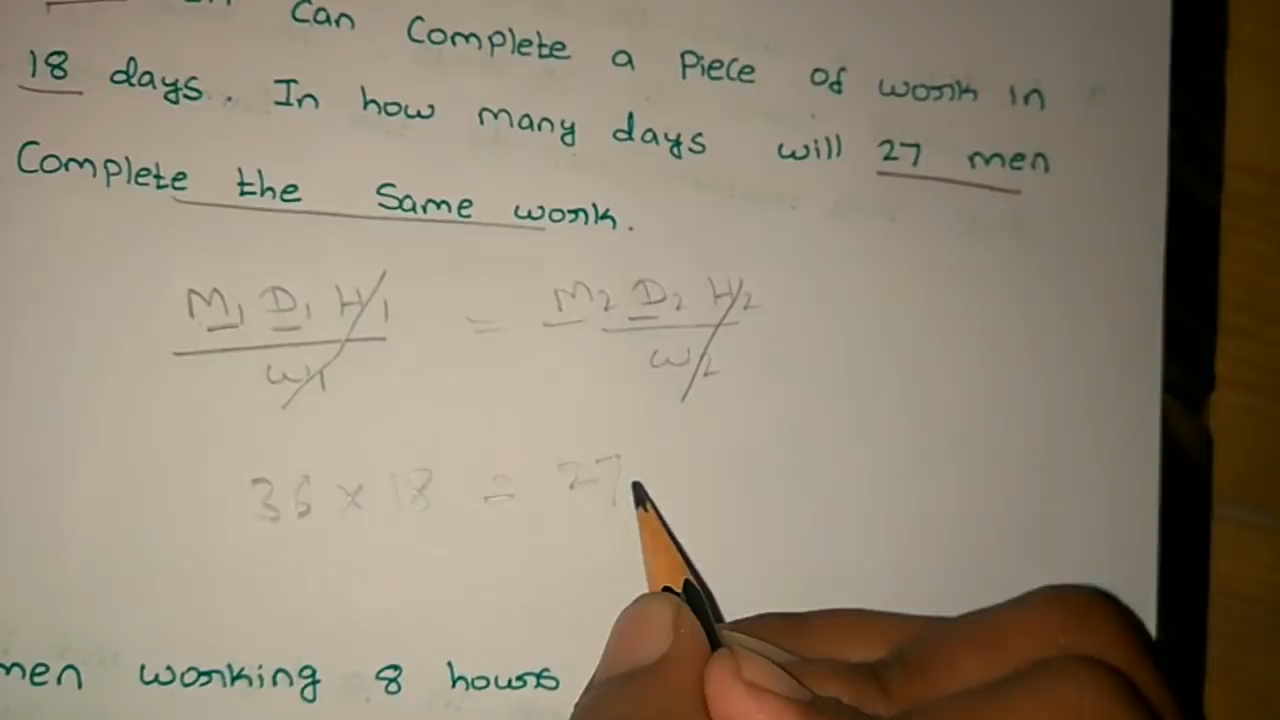 Can Complete a Piece of work in
18 days. In how many days will 27 men
Complete the Same work.
M1 D1 H1 = M2 D2 H2
W1 W2
36 × 18 = 27
men working 8 hours